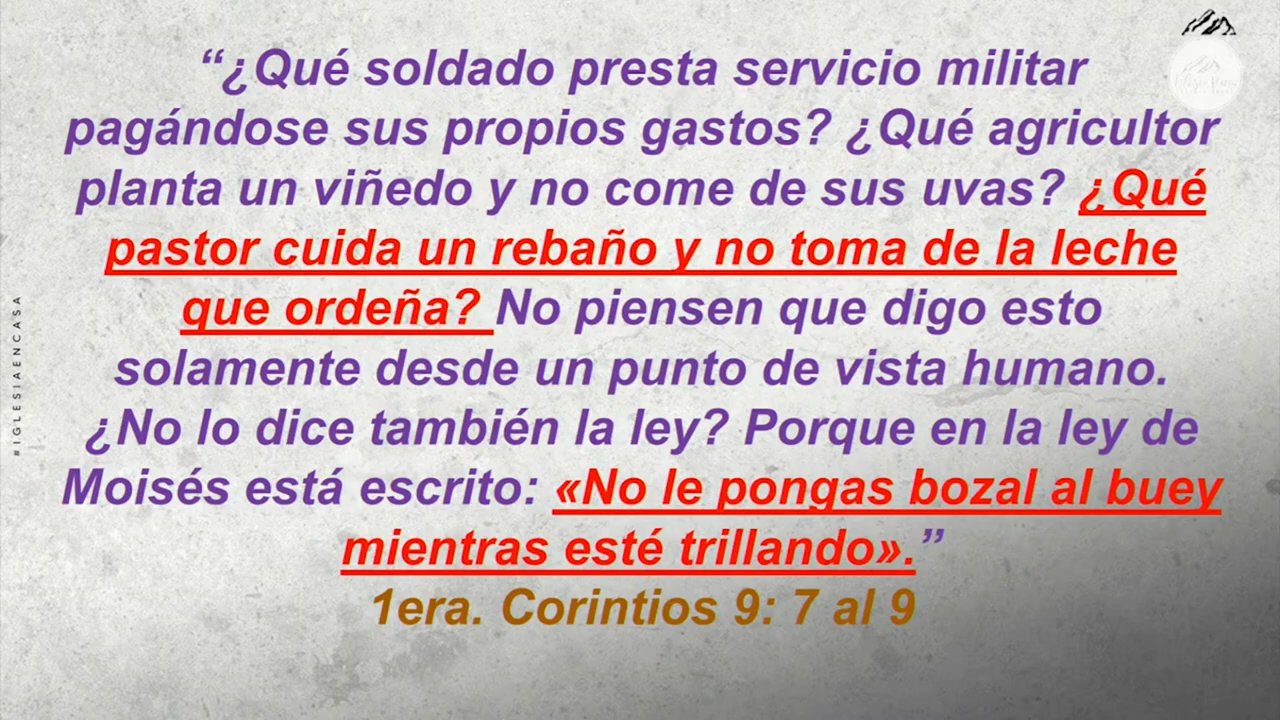 “¿Qué soldado presta servicio militar
pagándose sus propios gastos? ¿Qué agricultor
planta un viñedo y no come de sus uvas? ¿Qué
pastor cuida un rebaño y no toma de la leche
que ordeña? No piensen que digo esto
solamente desde un punto de vista humano.
¿No lo dice también la ley? Porque en la ley de
Moisés está escrito: «No le pongas bozal al buey
mientras esté trillando».”
1era. Corintios 9: 7 al 9
#IGLESIAENCASA